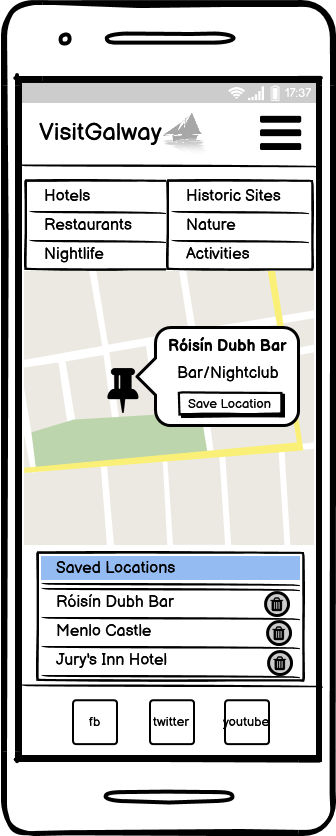 17:37
VisitGalway
Hotels
Historic Sites
Restaurants
Nature
Nightlife
Activities
Róisín Dubh Bar
Bar/Nightclub
Save Location
Saved Locations
Róisín Dubh Bar
Menlo Castle
Jury's Inn Hotel
fb
twitter
youtube